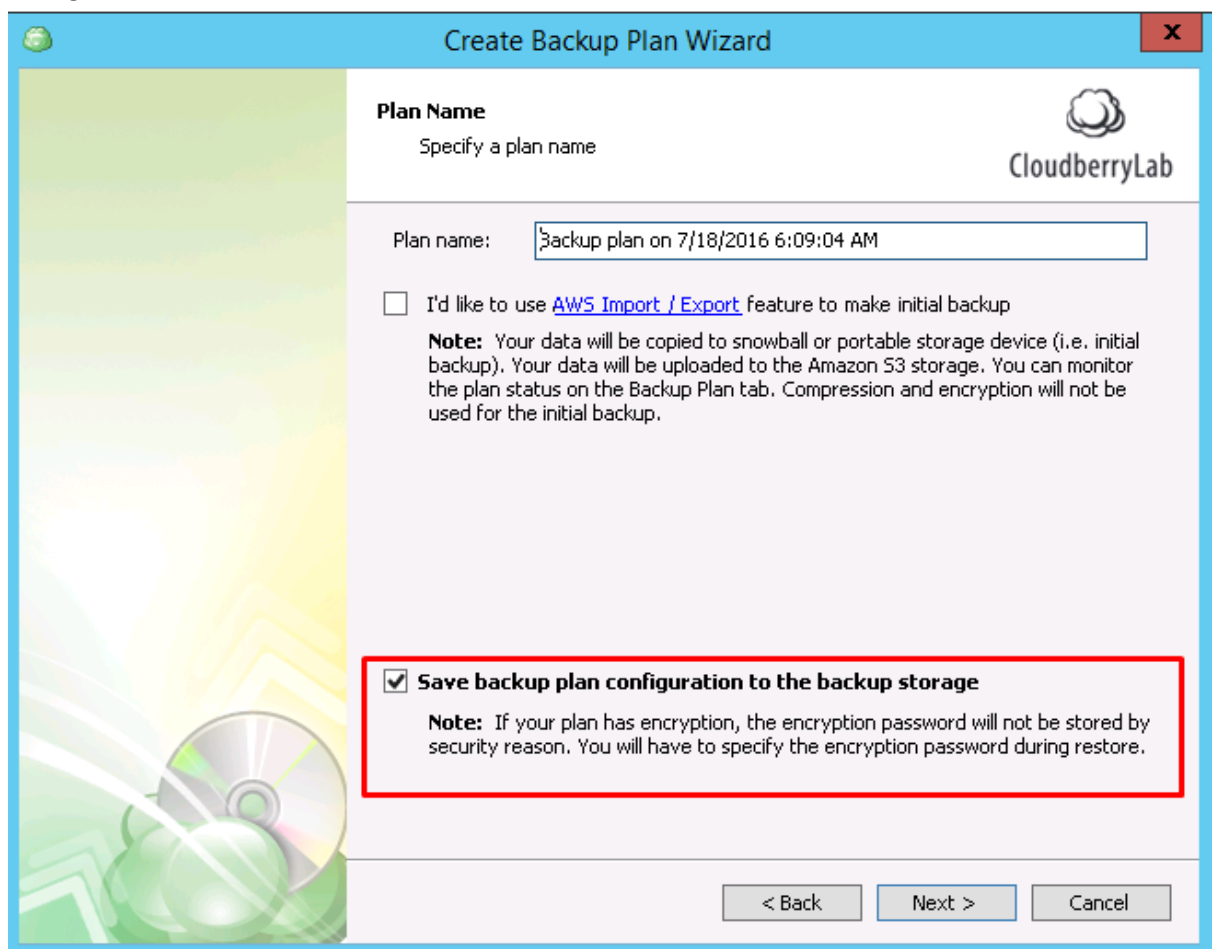 Create Backup Plan Wizard
x
Plan Name
Specify a plan name
CloudberryLab
Plan name:
Backup plan on 7/18/2016 6:09:04 AM
I'd like to use AWS Import / Export feature to make initial backup
Note: Your data will be copied to snowball or portable storage device (i.e. initial
backup). Your data will be uploaded to the Amazon S3 storage. You can monitor
the plan status on the Backup Plan tab. Compression and encryption will not be
used for the initial backup.
Save backup plan configuration to the backup storage
Note: If your plan has encryption, the encryption password will not be stored by
security reason. You will have to specify the encryption password during restore.
< Back
Next >
Cancel